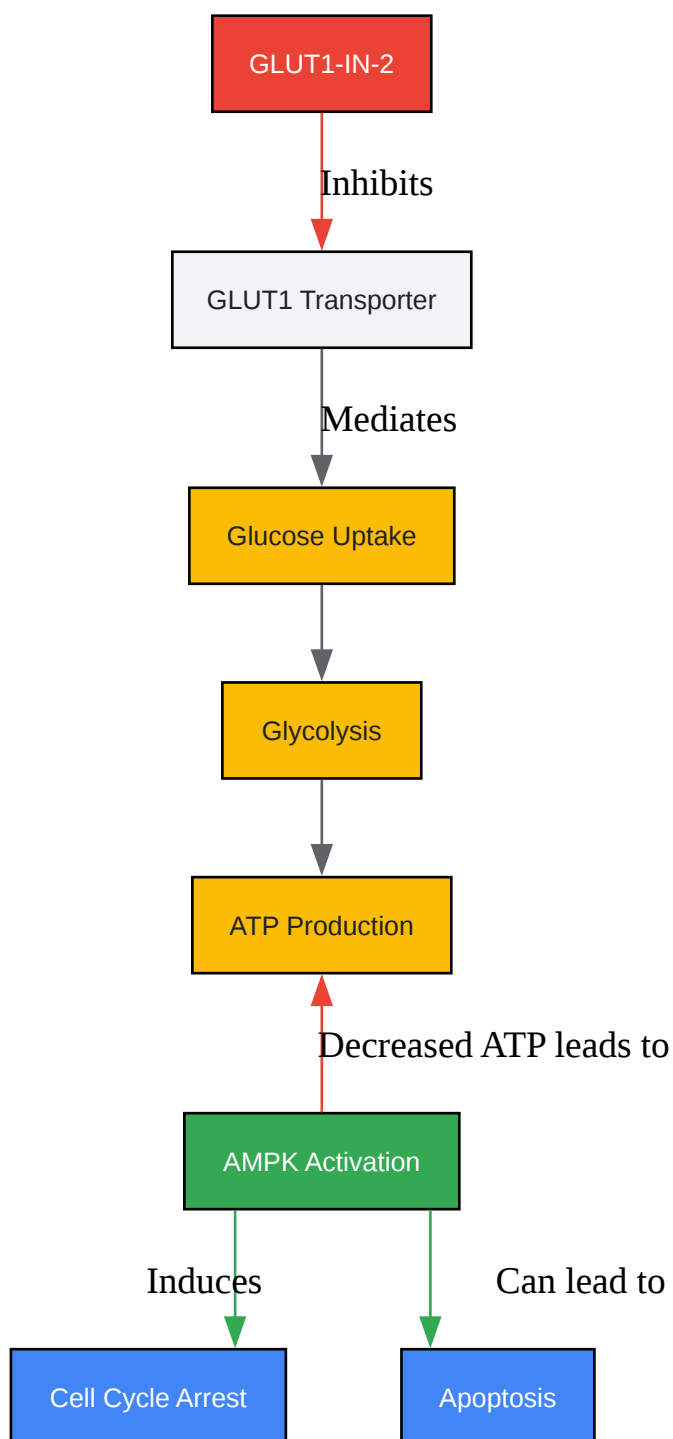 GLUT1-IN-2
Inhibits
GLUT1 Transporter
Mediates
Glucose Uptake
Glycolysis
ATP Production
Decreased ATP leads to
AMPK Activation
Induces
Can lead to
Cell Cycle Arrest
Apoptosis